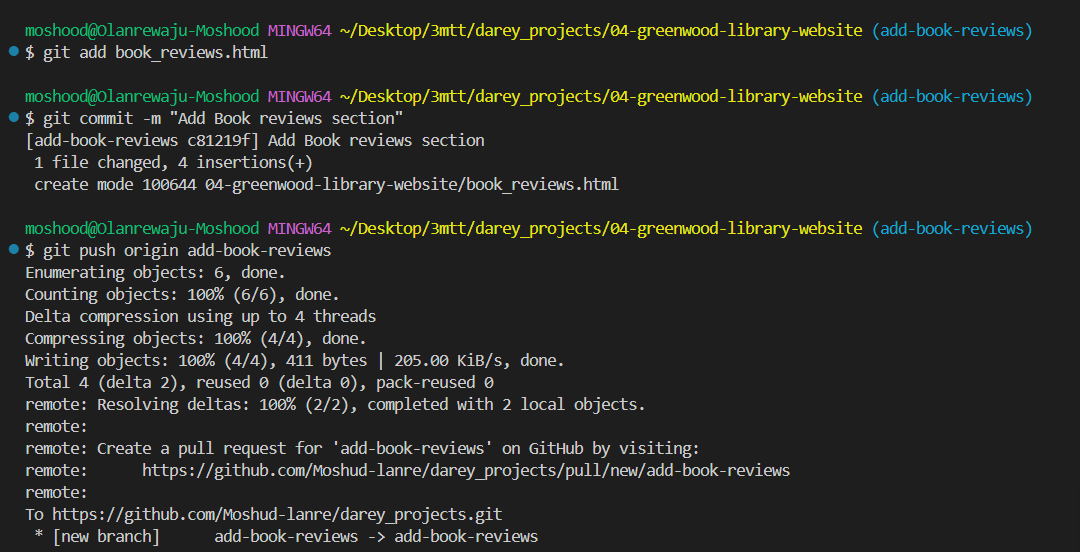 moshood@Olanrewaju-Moshood MINGW64 ~/Desktop/3mtt/darey_projects/04-greenwood-library-website (add-book-reviews)
$ git add book_reviews.html
moshood@Olanrewaju-Moshood MINGW64 ~/Desktop/3mtt/darey_projects/04-greenwood-library-website (add-book-reviews)
$ git commit -m "Add Book reviews section"
[add-book-reviews c81219f] Add Book reviews section
 1 file changed, 4 insertions(+)
 create mode 100644 04-greenwood-library-website/book_reviews.html
moshood@Olanrewaju-Moshood MINGW64 ~/Desktop/3mtt/darey_projects/04-greenwood-library-website (add-book-reviews)
$ git push origin add-book-reviews
Enumerating objects: 6, done.
Counting objects: 100% (6/6), done.
Delta compression using up to 4 threads
Compressing objects: 100% (4/4), done.
Writing objects: 100% (4/4), 411 bytes | 205.00 KiB/s, done.
Total 4 (delta 2), reused 0 (delta 0), pack-reused 0
remote: Resolving deltas: 100% (2/2), completed with 2 local objects.
remote:
remote: Create a pull request for 'add-book-reviews' on GitHub by visiting:
remote:      https://github.com/Moshud-lanre/darey_projects/pull/new/add-book-reviews
remote:
To https://github.com/Moshud-lanre/darey_projects.git
 * [new branch]      add-book-reviews -> add-book-reviews